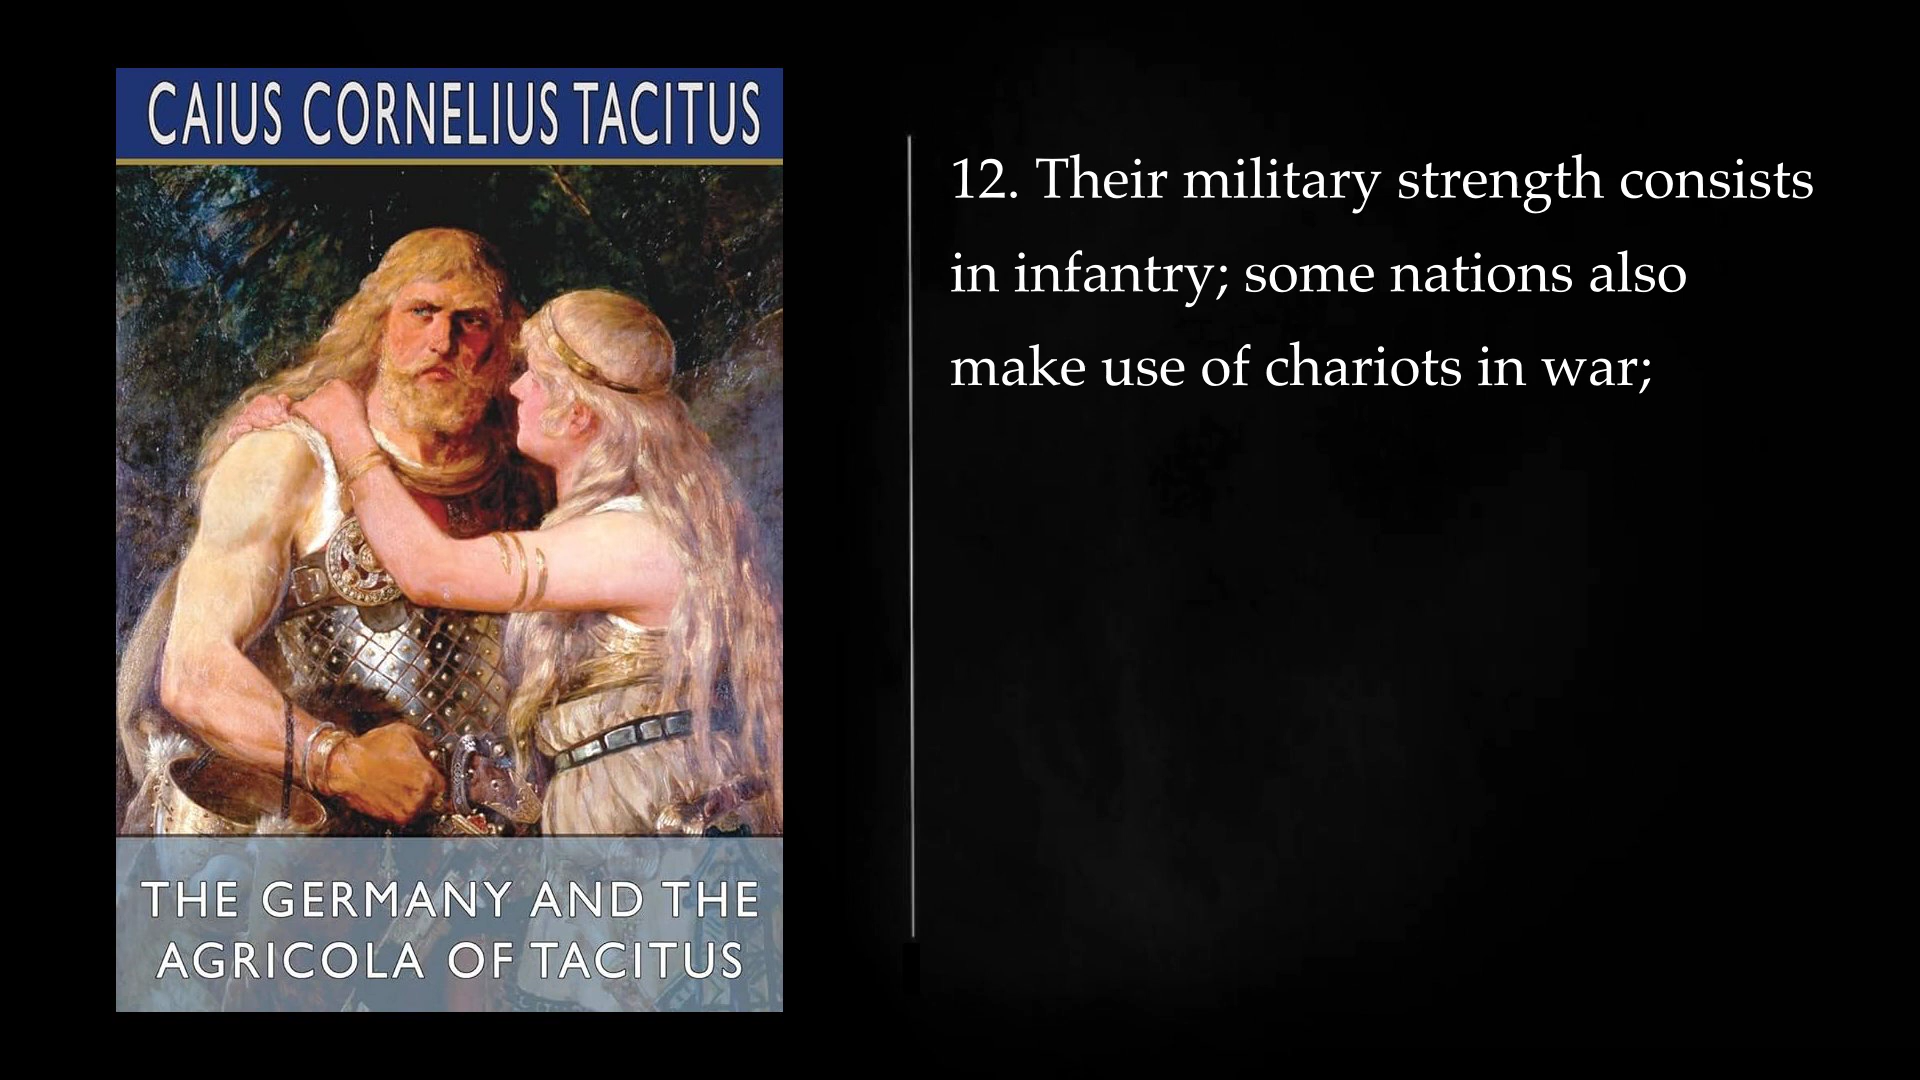 CAIUS CORNELIUS TACITUS
THE GERMANY AND THE
AGRICOLA OF TACITUS
12. Their military strength consists
in infantry; some nations also
make use of chariots in war;